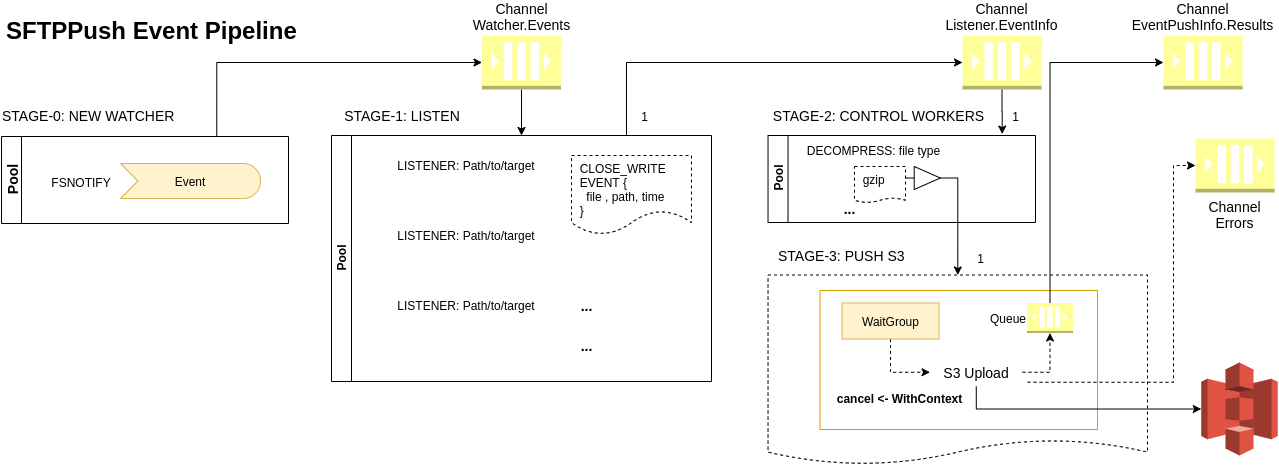 SFTPPush Event Pipeline
Channel
Watcher.Events
Channel
Listener.EventInfo
Channel
EventPushInfo.Results
STAGE-0: NEW WATCHER
Pool
FSNOTIFY
Event
STAGE-1: LISTEN
1
Pool
LISTENER: Path/to/target
LISTENER: Path/to/target
LISTENER: Path/to/target
CLOSE_WRITE
EVENT {
file , path, time
}
...
...
STAGE-2: CONTROL WORKERS
1
Pool
DECOMPRESS: file type
gzip
...
Channel
Errors
STAGE-3: PUSH S3
1
WaitGroup
Queue
S3 Upload
cancel <- WithContext